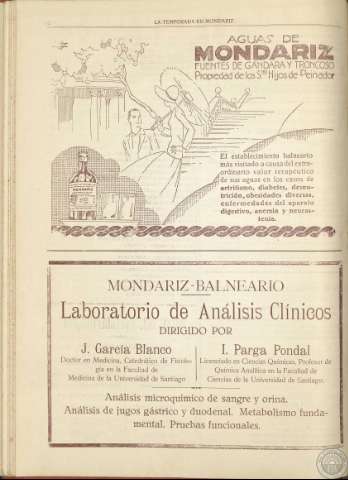 LA TEMPORADA EN MONDARIZ
AGUAS DE
MONDARIZ
FUENTES DE GANDARA Y TRONCOSO
Propiedad de los Sres Hijos de Peinador
El establecimiento balneario
más visitado a causa del extra-
ordinario valor terapéutico
de sus aguas en los casos de
artritismo, diabetes, desnu-
trición, obesidades diversas,
enfermedades del aparato
digestivo, anemia y neuras-
tenia.
MONDARIZ
MONDARIZ-BALNEARIO
Laboratorio de Análisis Clínicos
DIRIGIDO POR
J. García Blanco
Doctor en Medicina, Catedrático de Fisiolo-
gía en la Facultad de
Medicina de la Universidad de Santiago
I. Parga Pondal
Licenciado en Ciencias Químicas, Profesor de
Química Analítica en la Facultad de
Ciencias de la Universidad de Santiago.
Análisis microquímico de sangre y orina.
Análisis de jugos gástrico y duodenal. Metabolismo funda-
mental. Pruebas funcionales.